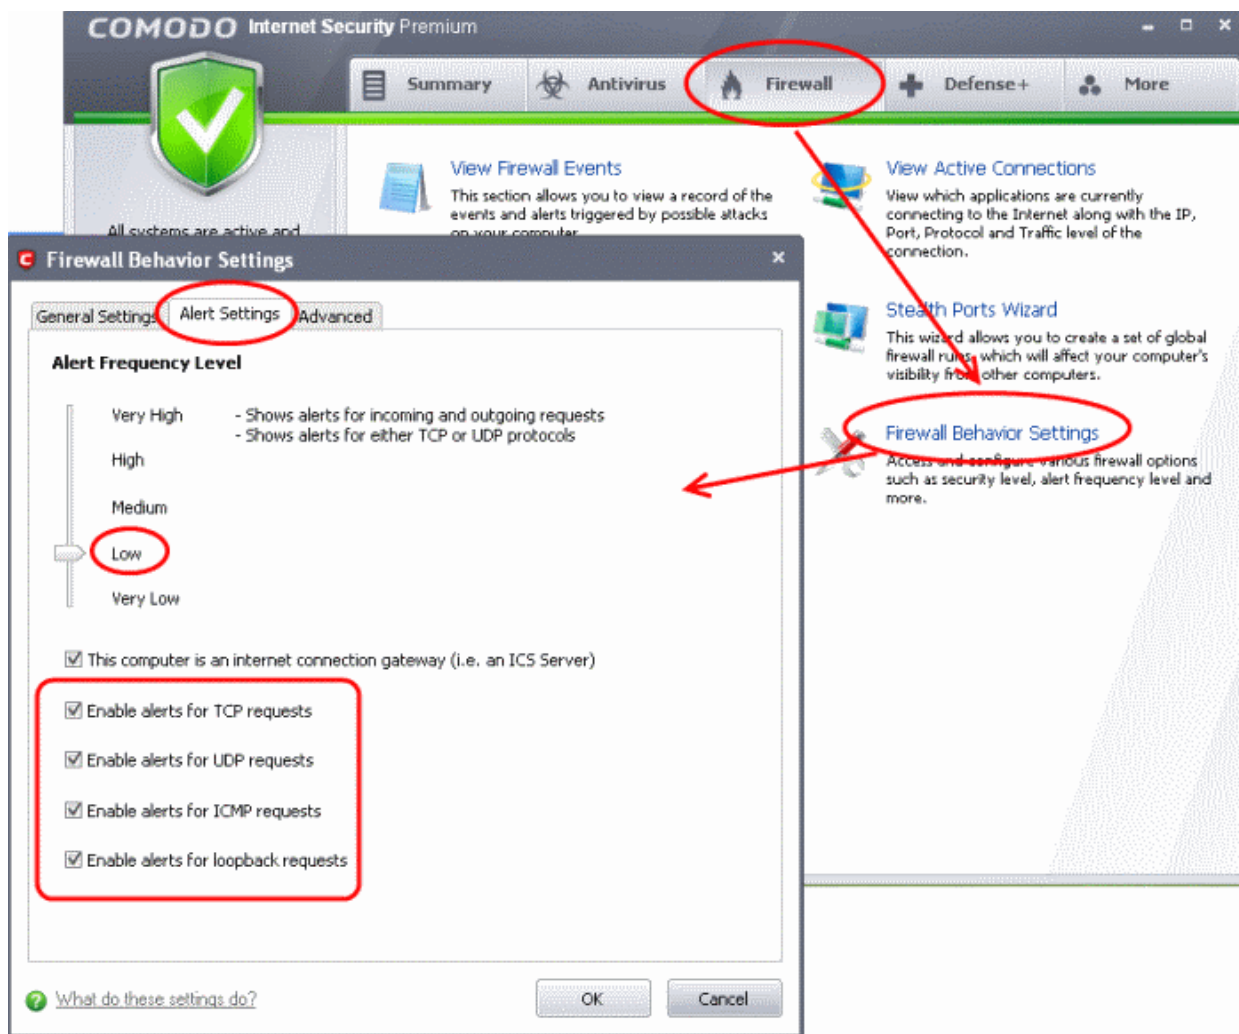 COMODO Internet Security Premium
Summary
Antivirus
Firewall
Defense+
More
View Firewall Events
This section allows you to view a record of the
events and alerts triggered by possible attacks
on your computer
View Active Connections
View which applications are currently
connecting to the Internet along with the IP,
Port, Protocol and Traffic level of the
connection.
All systems are active and
Stealth Ports Wizard
This wizard allows you to create a set of global
firewall rules, which will affect your computer's
visibility from other computers.
Firewall Behavior Settings
Access and configure various firewall options
such as security level, alert frequency level and
more.
Firewall Behavior Settings
General Settings
Alert Settings
Advanced
Alert Frequency Level
Very High
- Shows alerts for incoming and outgoing requests
- Shows alerts for either TCP or UDP protocols
High
Medium
Low
Very Low
This computer is an internet connection gateway (i.e. an ICS Server)
Enable alerts for TCP requests
Enable alerts for UDP requests
Enable alerts for ICMP requests
Enable alerts for loopback requests
What do these settings do?
OK
Cancel